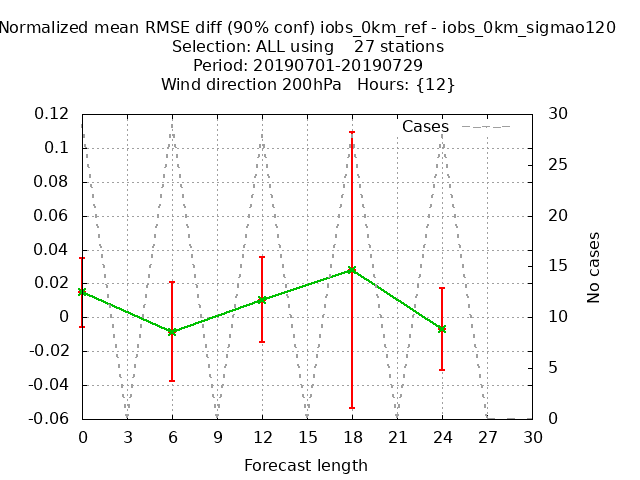 Normalized mean RMSE diff (90% conf) iobs_0km_ref - iobs_0km_sigmao120
Selection: ALL using    27 stations
Period: 20190701-20190729
Wind direction 200hPa   Hours: {12}
Cases
0.12
0.1
0.08
0.06
0.04
0.02
0
-0.02
-0.04
-0.06
30
25
20
15
10
5
0
No cases
0 3 6 9 12 15 18 21 24 27 30
Forecast length